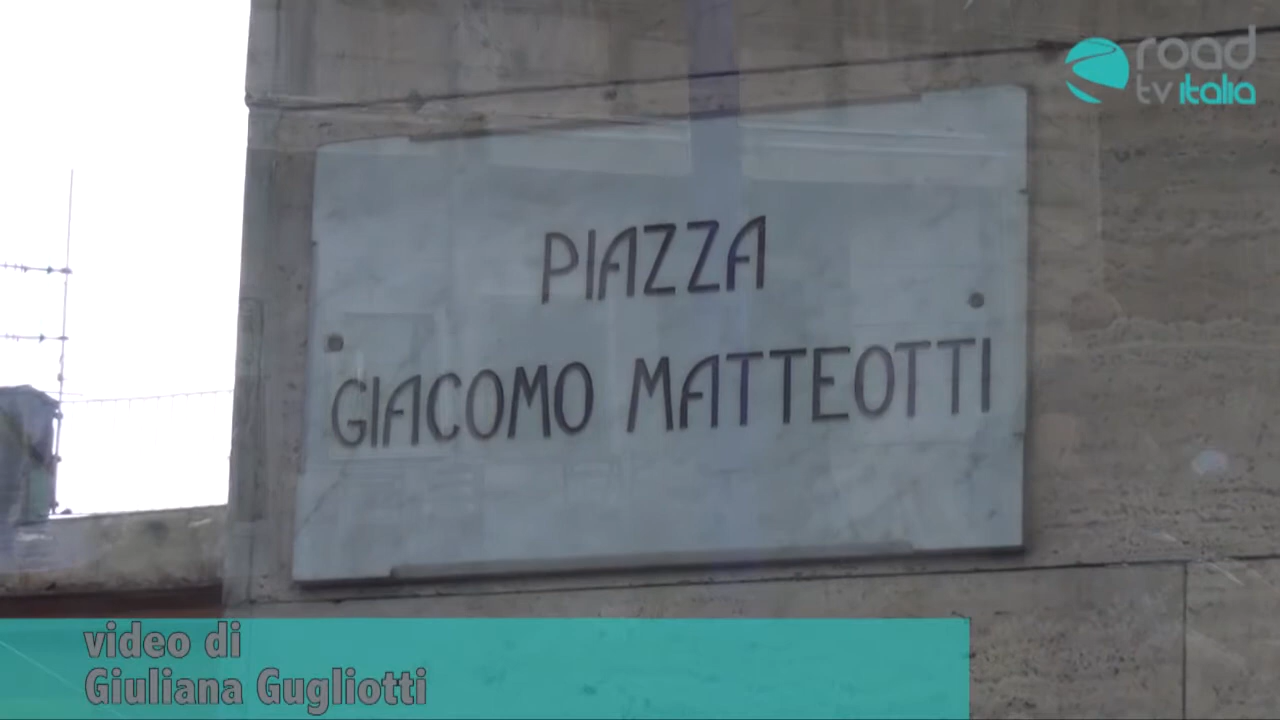 road
tv italia
PIAZZA
GIACOMO MATTEOTTI
video di
Giuliana Gugliotti